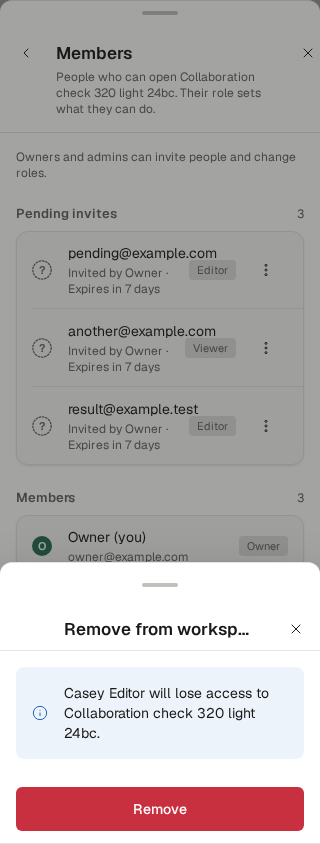 Members
People who can open Collaboration
check 320 light 24bc. Their role sets
what they can do.
Owners and admins can invite people and change
roles.
Pending invites 3
?
pending@example.com
Invited by Owner ·
Expires in 7 days
Editor
?
another@example.com
Invited by Owner ·
Expires in 7 days
Viewer
?
result@example.test
Invited by Owner ·
Expires in 7 days
Editor
Members 3
O
Owner (you)
owner@example.com
Owner
Remove from worksp...
Casey Editor will lose access to
Collaboration check 320 light
24bc.
Remove